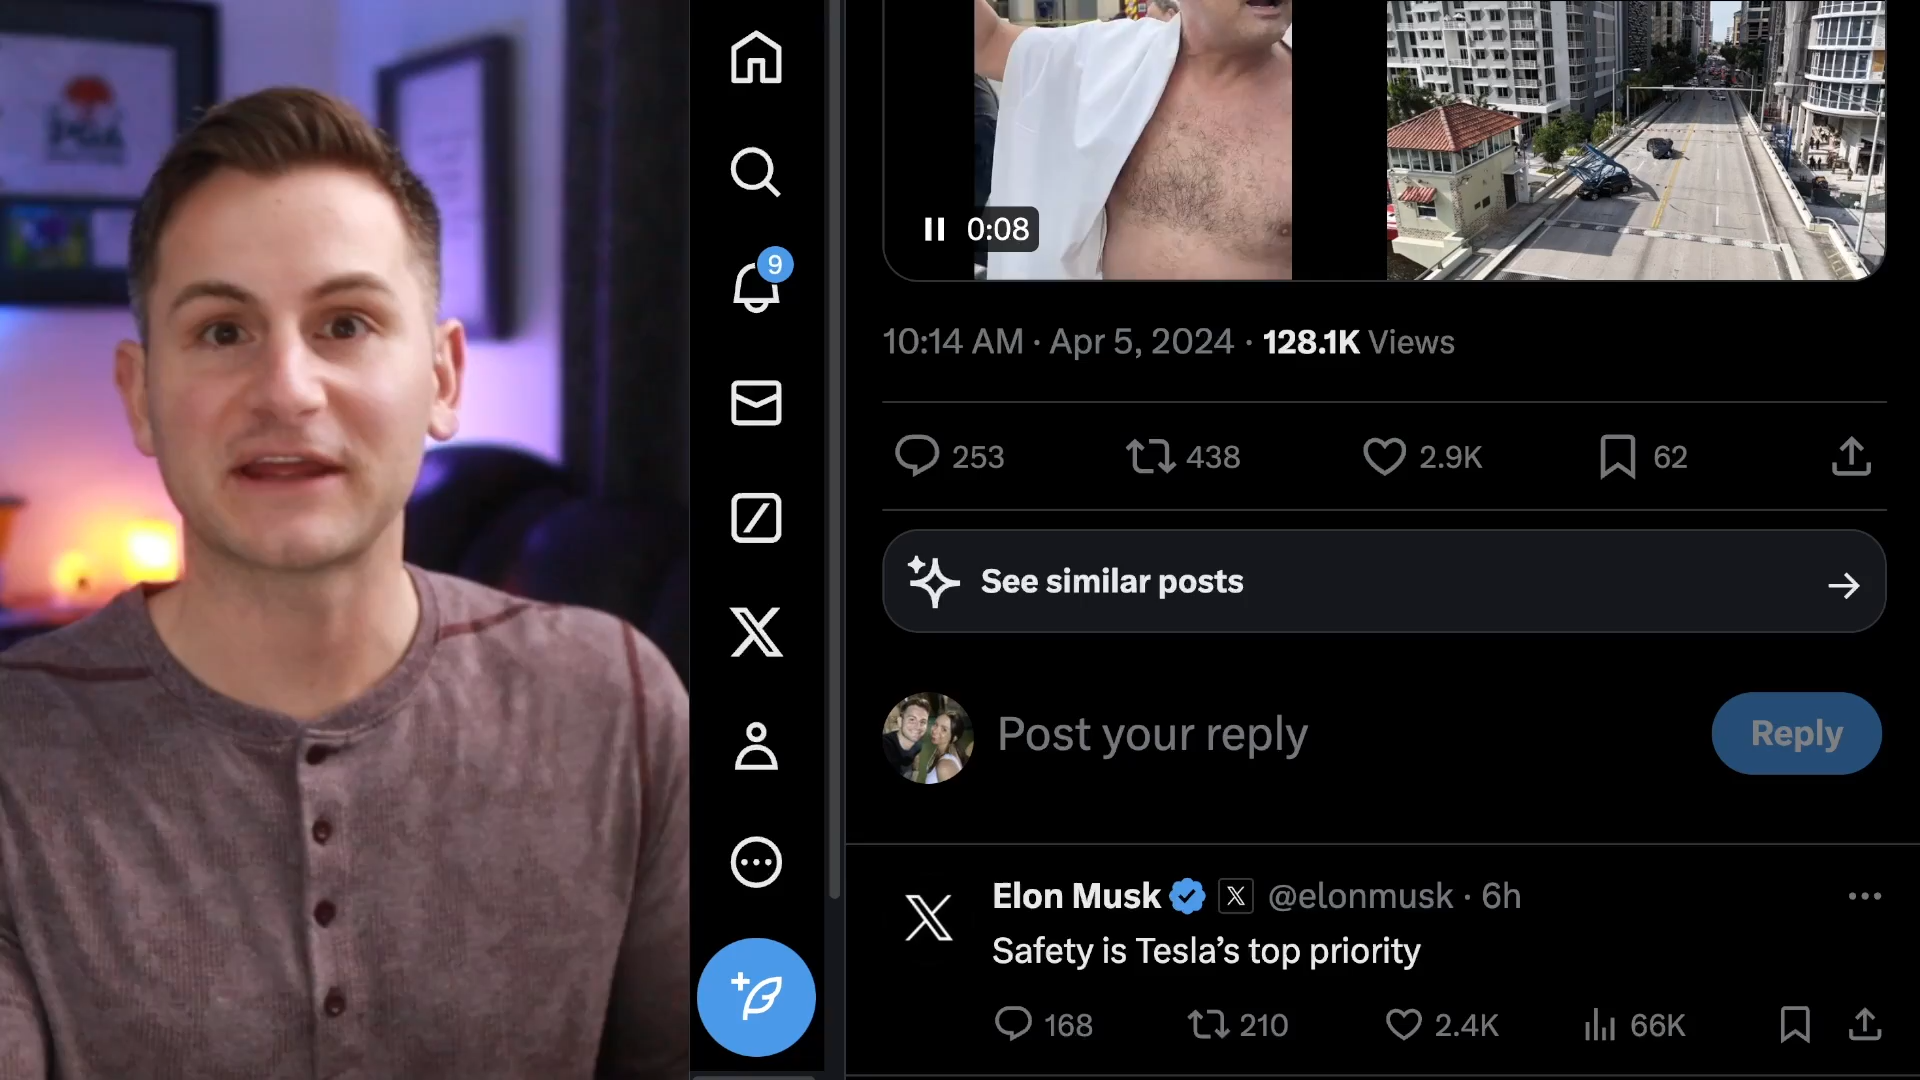 PGA
9
0:08
10:14 AM · Apr 5, 2024 · 128.1K Views
253 438 2.9K 62
See similar posts
Post your reply
Reply
Elon Musk @elonmusk · 6h
Safety is Tesla’s top priority
168 210 2.4K 66K